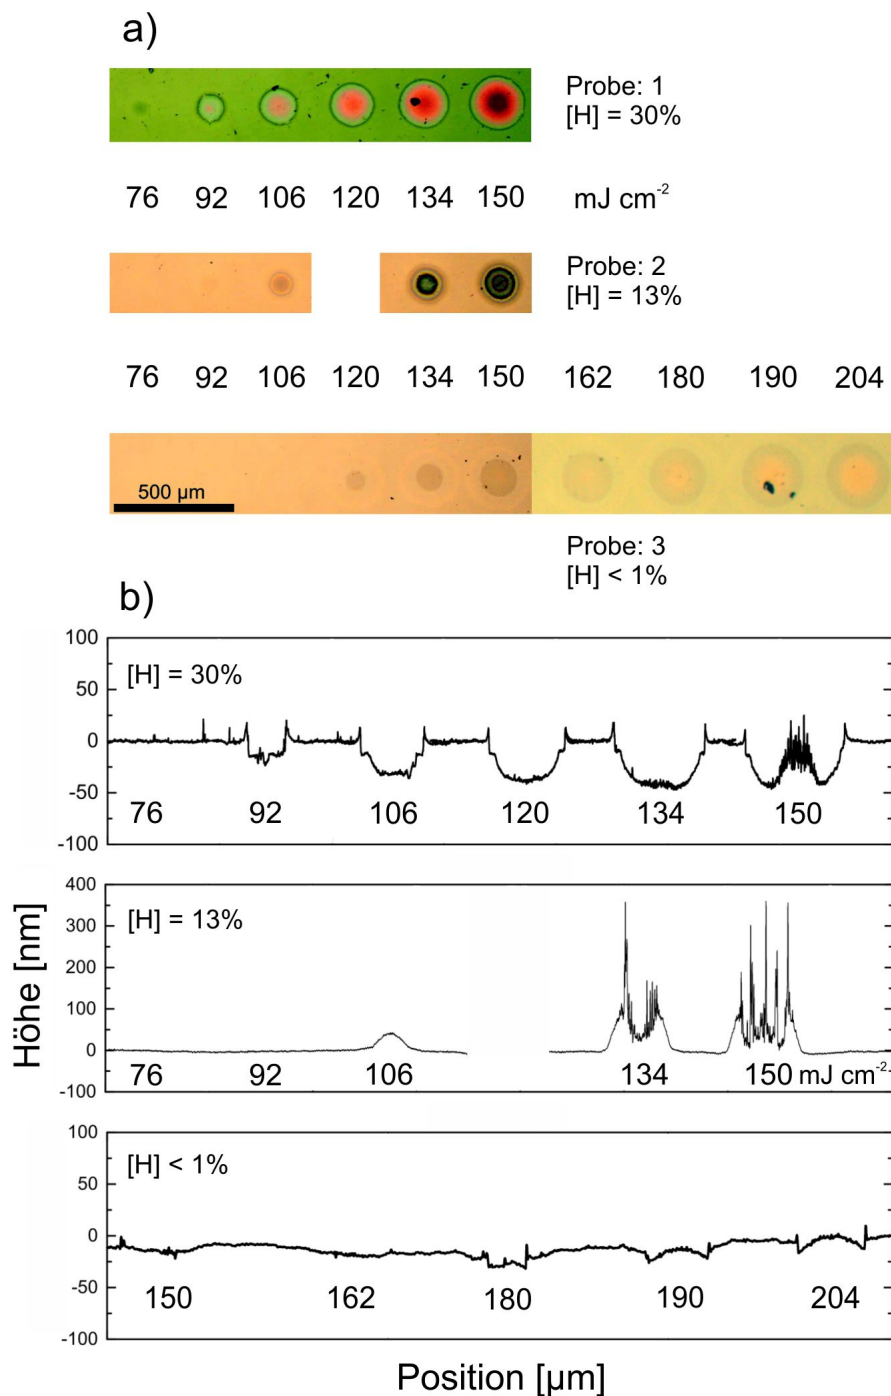 a)
Probe: 1
[H] = 30%
76 92 106 120 134 150 mJ cm-2
Probe: 2
[H] = 13%
76 92 106 120 134 150 162 180 190 204
500 µm
Probe: 3
[H] < 1%
b)
Höhe [nm]
100
50
0
-50
-100
[H] = 30%
76 92 106 120 134 150
400
300
200
100
0
-100
[H] = 13%
76 92 106 134 150 mJ cm-2
100
50
0
-50
-100
[H] < 1%
150 162 180 190 204
Position [µm]